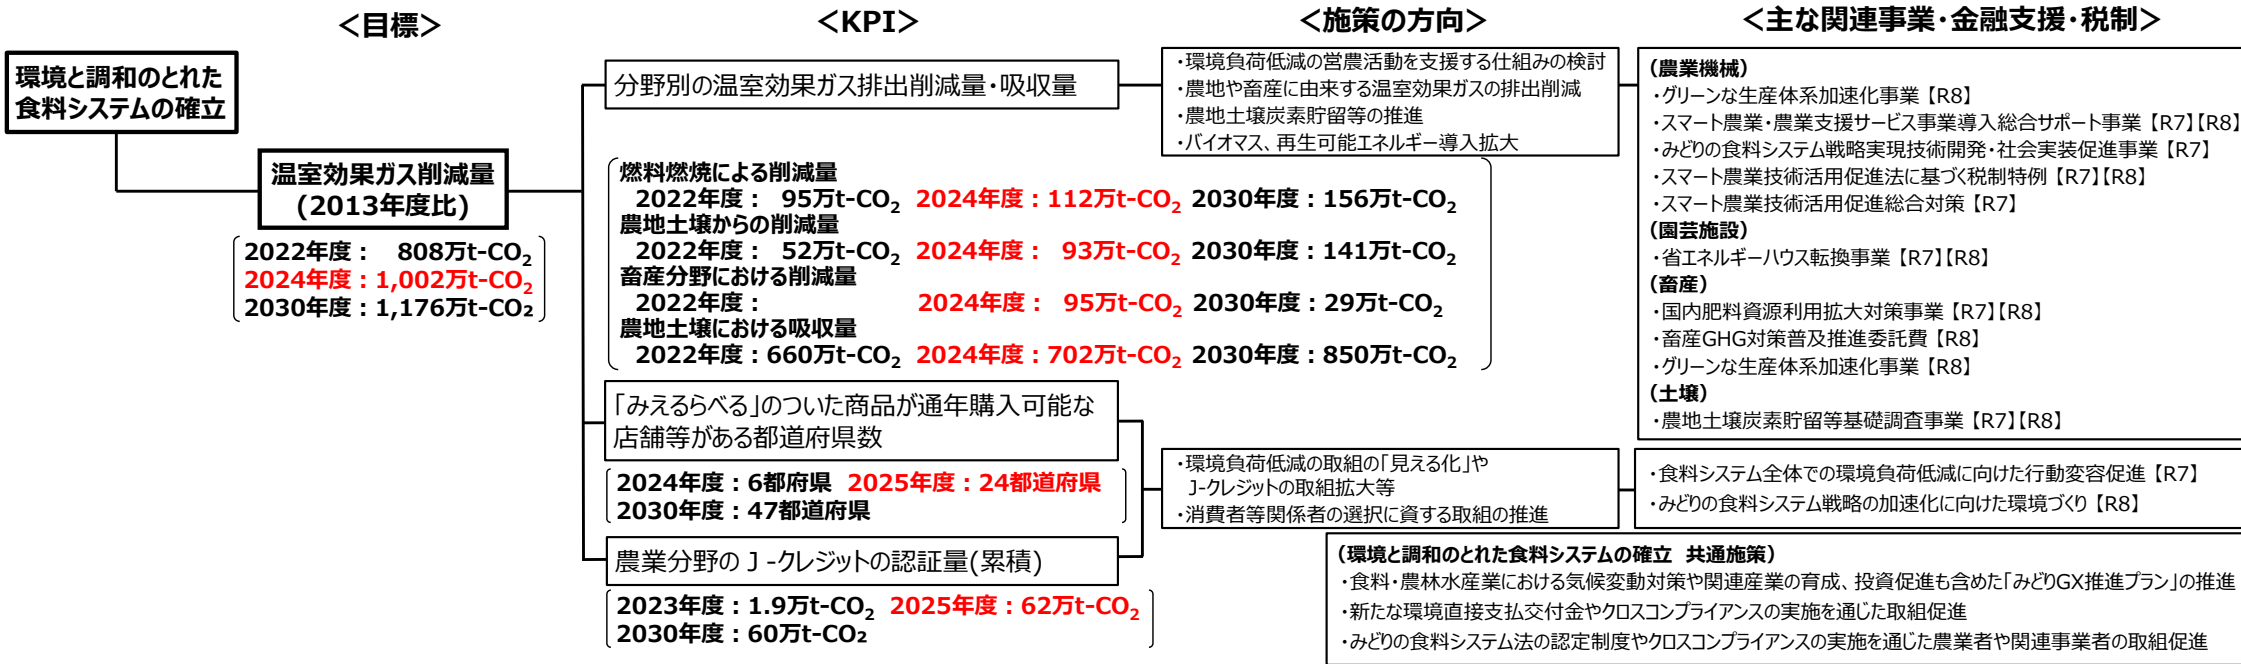 <目標>
<KPI>
<施策の方向>
<主な関連事業・金融支援・税制>
環境と調和のとれた
食料システムの確立
温室効果ガス削減量
(2013年度比)
2022年度： 808万t-CO₂
2024年度：1,002万t-CO₂
2030年度：1,176万t-CO₂
分野別の温室効果ガス排出削減量・吸収量
燃料燃焼による削減量
2022年度： 95万t-CO₂ 2024年度：112万t-CO₂ 2030年度：156万t-CO₂
農地土壌からの削減量
2022年度： 52万t-CO₂ 2024年度： 93万t-CO₂ 2030年度：141万t-CO₂
畜産分野における削減量
2022年度： 2024年度： 95万t-CO₂ 2030年度：29万t-CO₂
農地土壌における吸収量
2022年度：660万t-CO₂ 2024年度：702万t-CO₂ 2030年度：850万t-CO₂
・環境負荷低減の営農活動を支援する仕組みの検討
・農地や畜産に由来する温室効果ガスの排出削減
・農地土壌炭素貯留等の推進
・バイオマス、再生可能エネルギー導入拡大
（農業機械）
・グリーンな生産体系加速化事業【R8】
・スマート農業・農業支援サービス事業導入総合サポート事業【R7】【R8】
・みどりの食料システム戦略実現技術開発・社会実装促進事業【R7】
・スマート農業技術活用促進法に基づく税制特例【R7】【R8】
・スマート農業技術活用促進総合対策【R7】
（園芸施設）
・省エネルギーハウス転換事業【R7】【R8】
（畜産）
・国内肥料資源利用拡大対策事業【R7】【R8】
・畜産GHG対策普及推進委託費【R8】
・グリーンな生産体系加速化事業【R8】
（土壌）
・農地土壌炭素貯留等基礎調査事業【R7】【R8】
「みえるらべる」のついた商品が通年購入可能な
店舗等がある都道府県数
2024年度：6都府県 2025年度：24都道府県
2030年度：47都道府県
農業分野のJ-クレジットの認証量(累積)
2023年度：1.9万t-CO₂ 2025年度：62万t-CO₂
2030年度：60万t-CO₂
・環境負荷低減の取組の「見える化」や
J-クレジットの取組拡大等
・消費者等関係者の選択に資する取組の推進
・食料システム全体での環境負荷低減に向けた行動変容促進【R7】
・みどりの食料システム戦略の加速化に向けた環境づくり【R8】
（環境と調和のとれた食料システムの確立 共通施策）
・食料・農林水産業における気候変動対策や関連産業の育成、投資促進も含めた「みどりGX推進プラン」の推進
・新たな環境直接支払交付金やクロスコンプライアンスの実施を通じた取組促進
・みどりの食料システム法の認定制度やクロスコンプライアンスの実施を通じた農業者や関連事業者の取組促進